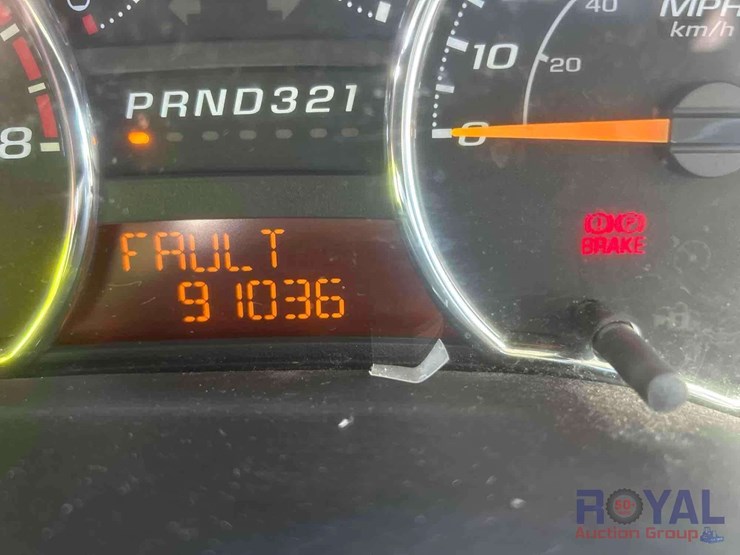 40
MPH
km/h
10
20
PRND321
8
0
BRAKE
FAULT
91036
ROYAL
Auction Group